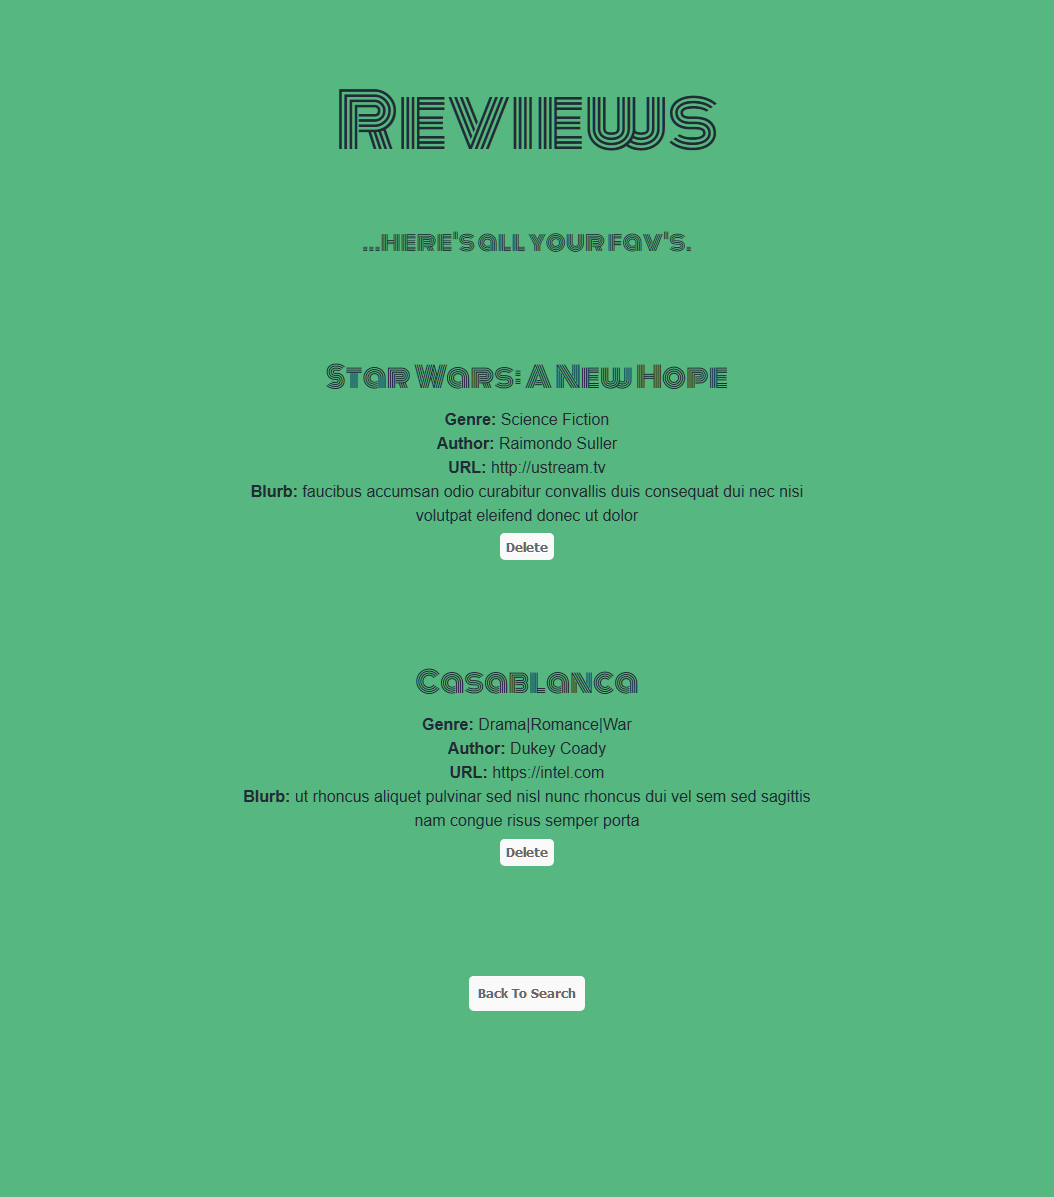 Reviews
...here's all your fav's.
Star Wars: A New Hope
Genre: Science Fiction
Author: Raimondo Suller
URL: http://ustream.tv
Blurb: faucibus accumsan odio curabitur convallis duis consequat dui nec nisi
volutpat eleifend donec ut dolor
Delete
Casablanca
Genre: Drama|Romance|War
Author: Dukey Coady
URL: https://intel.com
Blurb: ut rhoncus aliquet pulvinar sed nisl nunc rhoncus dui vel sem sed sagittis
nam congue risus semper porta
Delete
Back To Search